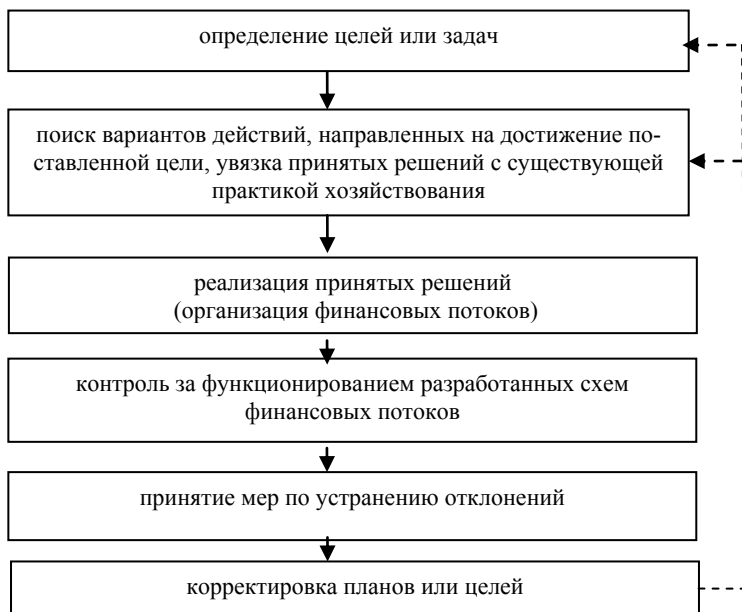 определение целей или задач
поиск вариантов действий, направленных на достижение по-
ставленной цели, увязка принятых решений с существующей
практикой хозяйствования
реализация принятых решений
(организация финансовых потоков)
контроль за функционированием разработанных схем
финансовых потоков
принятие мер по устранению отклонений
корректировка планов или целей